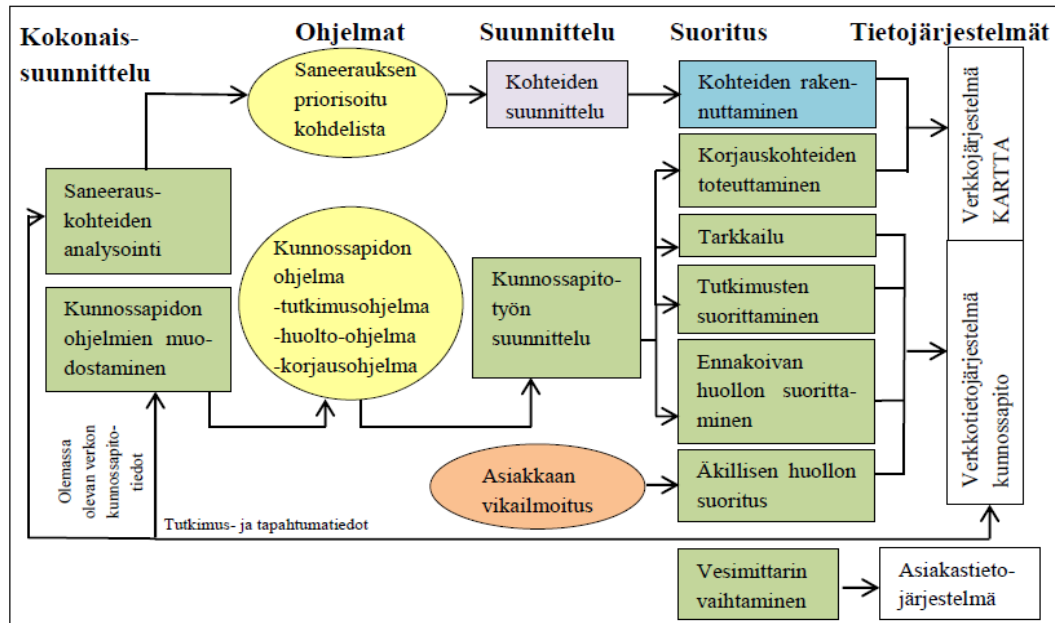 Kokonais-
suunnittelu
Ohjelmat
Suunnittelu
Suoritus
Tietojärjestelmät
Saneerauksen
priorisoitu
kohdelista
Kohteiden
suunnittelu
Kohteiden raken-
nuttaminen
Korjauskohteiden
toteuttaminen
Verkkojärjestelmä
KARTTA
Saneeraus-
kohteiden
analysointi
Kunnossapidon
ohjelmien muo-
dostaminen
Kunnossapidon
ohjelma
-tutkimusohjelma
-huolto-ohjelma
-korjausohjelma
Kunnossapito-
työn
suunnittelu
Tarkkailu
Tutkimusten
suorittaminen
Ennakoivan
huollon suoritta-
minen
Verkkotietojärjestelmä
kunnossapito
Olemassa
olevan verkon
kunnossapito-
tiedot
Asiakkaan
vikailmoitus
Äkillisen huollon
suoritus
Tutkimus- ja tapahtumatiedot
Vesimittarin
vaihtaminen
Asiakastieto-
järjestelmä